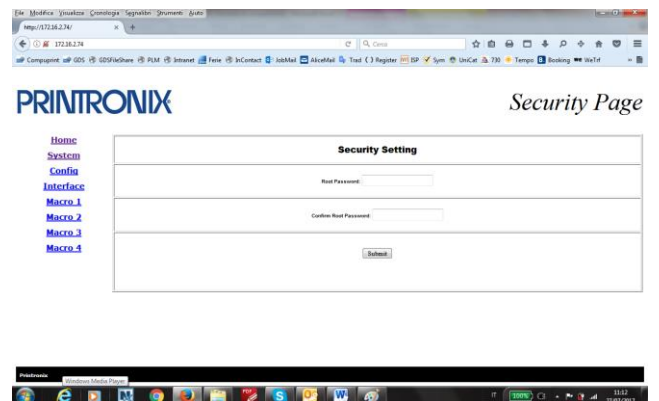 File Modifica Visualizza Cronologia Segnalibri Strumenti Aiuto
http://172.16.2.74/
172.16.2.74
Cerca
Compuprint GDS GDSFileShare PLM Intranet Ferie InContact JobMail AliceMail Trad Register ISP Sym UniCat 730 Tempo Booking WeTrf
PRINTRONIX
Security Page
Home
System
Config
Interface
Macro 1
Macro 2
Macro 3
Macro 4
Security Setting
Root Password:
Confirm Root Password:
Submit
Printronix
Windows Media Player
IT 100% 11:12